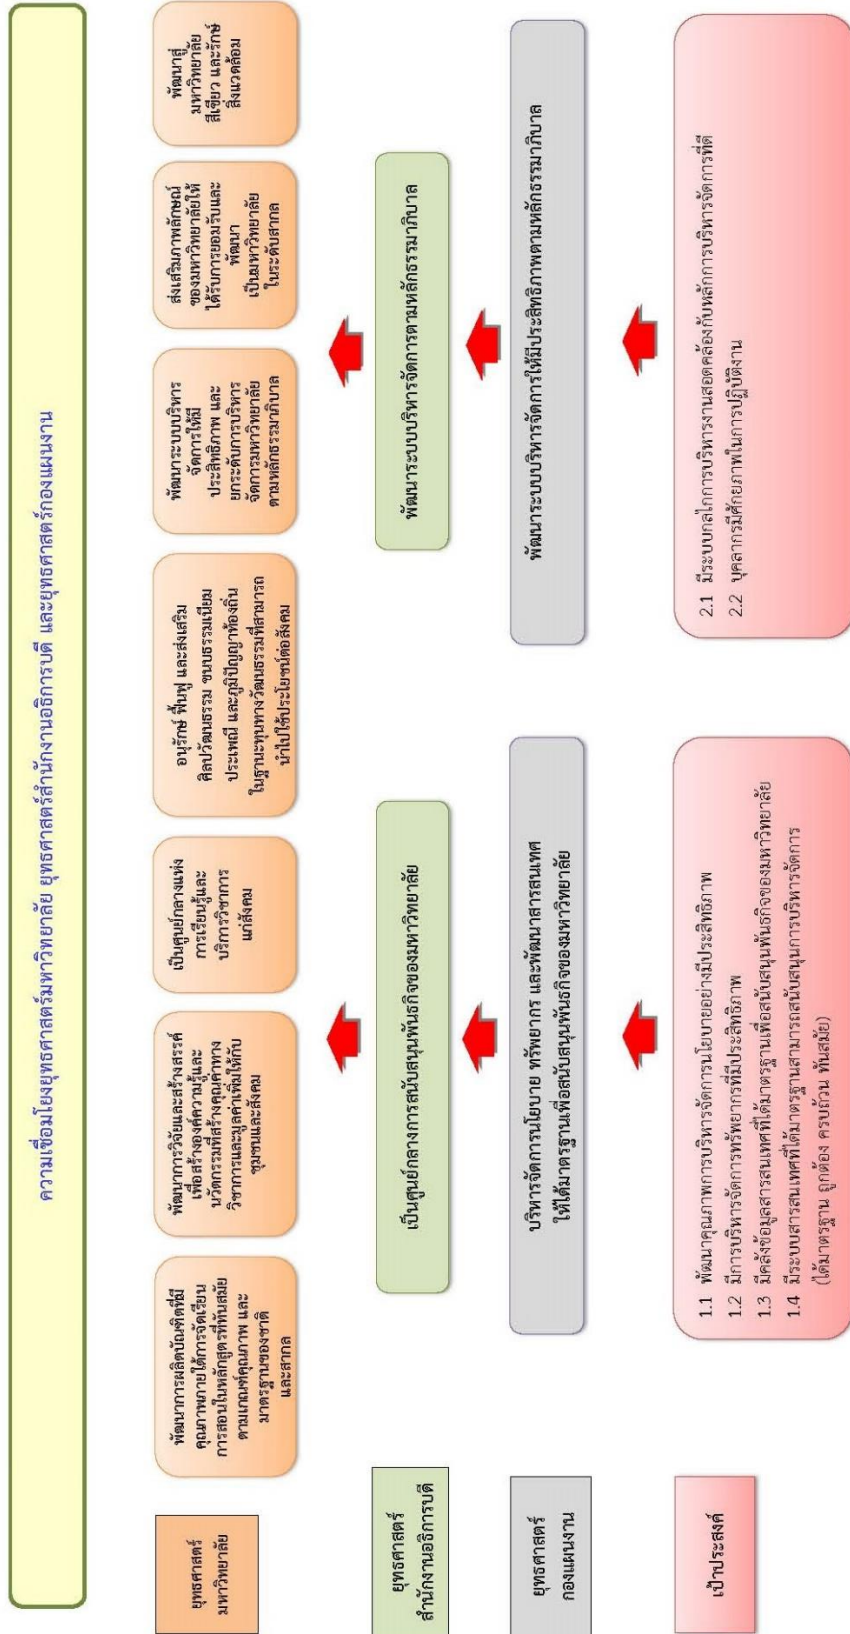 ความเชื่อมโยงยุทธศาสตร์มหาวิทยาลัย ยุทธศาสตร์สำนักงานอธิการบดี และยุทธศาสตร์กองแผนงาน
ยุทธศาสตร์
มหาวิทยาลัย
พัฒนาการผลิตบัณฑิตที่มี
คุณภาพภายใต้การจัดเรียน
การสอนในหลักสูตรที่ทันสมัย
ตามเกณฑ์คุณภาพ และ
มาตรฐานของชาติ
และสากล
พัฒนาการวิจัยและสร้างสรรค์
เพื่อสร้างองค์ความรู้และ
นวัตกรรมที่สร้างคุณค่าทาง
วิชาการและมูลค่าเพิ่มให้กับ
ชุมชนและสังคม
เป็นศูนย์กลางแห่ง
การเรียนรู้และ
บริการวิชาการ
แก่สังคม
อนุรักษ์ ฟื้นฟู และส่งเสริม
ศิลปวัฒนธรรม ขนบธรรมเนียม
ประเพณี และภูมิปัญญาท้องถิ่น
ในฐานะทุนทางวัฒนธรรมที่สามารถ
นำไปใช้ประโยชน์ต่อสังคม
พัฒนาระบบบริหาร
จัดการให้มี
ประสิทธิภาพ และ
ยกระดับการบริหาร
จัดการมหาวิทยาลัย
ตามหลักธรรมาภิบาล
ส่งเสริมภาพลักษณ์
ของมหาวิทยาลัยให้
ได้รับการยอมรับและ
พัฒนา
เป็นมหาวิทยาลัย
ในระดับสากล
พัฒนาสู่
มหาวิทยาลัย
สีเขียว และรักษ์
สิ่งแวดล้อม
ยุทธศาสตร์
สำนักงานอธิการบดี
เป็นศูนย์กลางการสนับสนุนพันธกิจของมหาวิทยาลัย
พัฒนาระบบบริหารจัดการตามหลักธรรมาภิบาล
ยุทธศาสตร์
กองแผนงาน
บริหารจัดการนโยบาย ทรัพยากร และพัฒนาสารสนเทศ
ให้ได้มาตรฐานเพื่อสนับสนุนพันธกิจของมหาวิทยาลัย
พัฒนาระบบบริหารจัดการให้มีประสิทธิภาพตามหลักธรรมาภิบาล
เป้าประสงค์
1.1 พัฒนาคุณภาพการบริหารจัดการนโยบายอย่างมีประสิทธิภาพ
1.2 มีการบริหารจัดการทรัพยากรที่มีประสิทธิภาพ
1.3 มีคลังข้อมูลสารสนเทศที่ได้มาตรฐานเพื่อสนับสนุนพันธกิจของมหาวิทยาลัย
1.4 มีระบบสารสนเทศที่ได้มาตรฐานสามารถสนับสนุนการบริหารจัดการ
(ได้มาตรฐาน ถูกต้อง ครบถ้วน ทันสมัย)
2.1 มีระบบกลไกการบริหารงานสอดคล้องกับหลักการบริหารจัดการที่ดี
2.2 บุคลากรมีศักยภาพในการปฏิบัติงาน